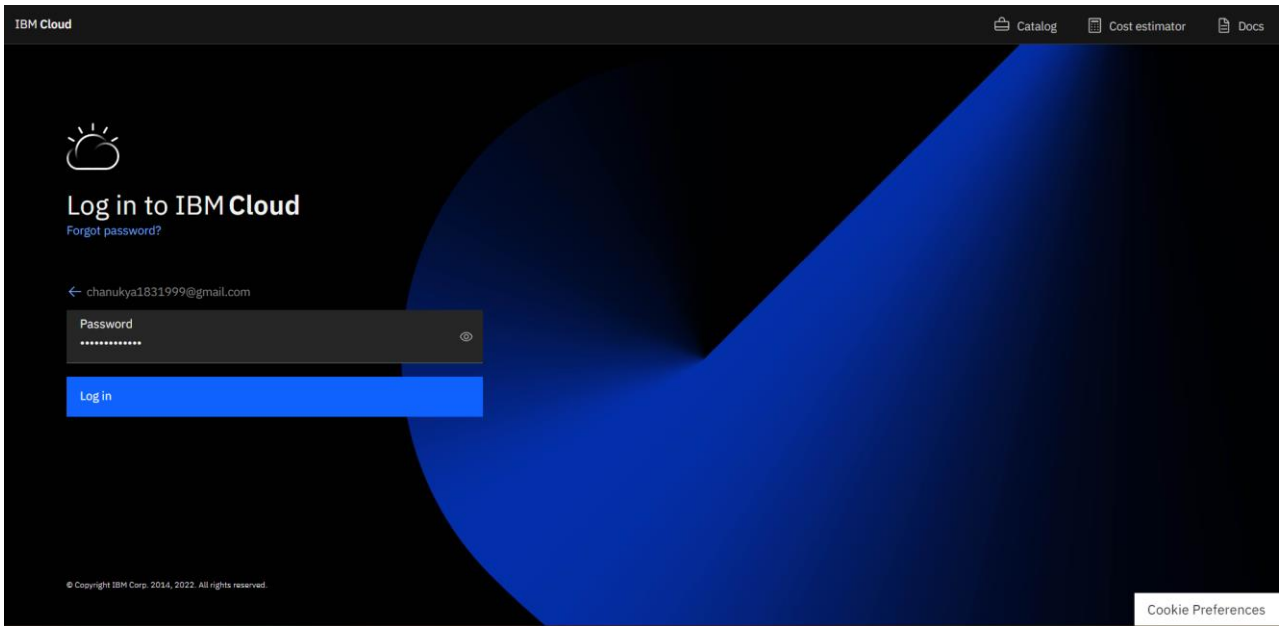 IBM Cloud Catalog Cost estimator Docs
Log in to IBM Cloud
Forgot password?
← chanukya1831999@gmail.com
Password
•••••••••••••
Log in
© Copyright IBM Corp. 2014, 2022. All rights reserved.
Cookie Preferences